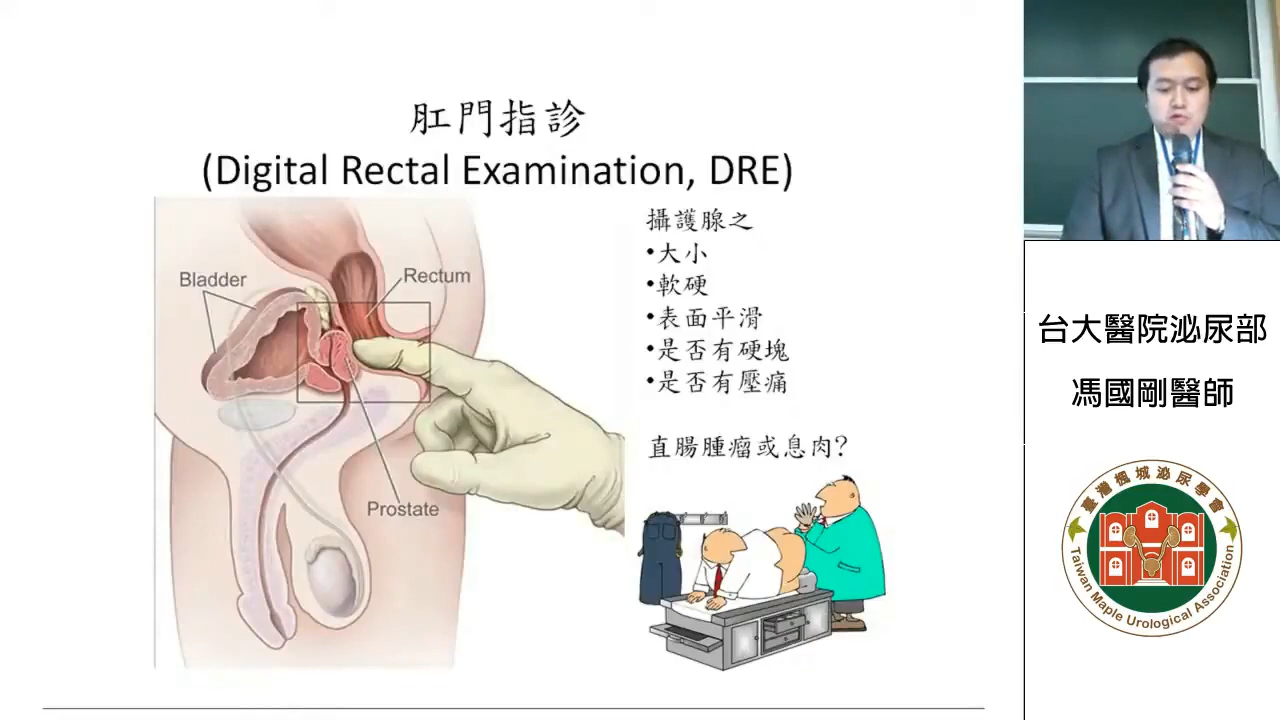 肛門指診
(Digital Rectal Examination, DRE)
Bladder
Rectum
Prostate
攝護腺之
•大小
•軟硬
•表面平滑
•是否有硬塊
•是否有壓痛
直腸腫瘤或息肉?
台大醫院泌尿部
馮國剛醫師
臺灣楓城泌尿學會
Taiwan Maple Urological Association